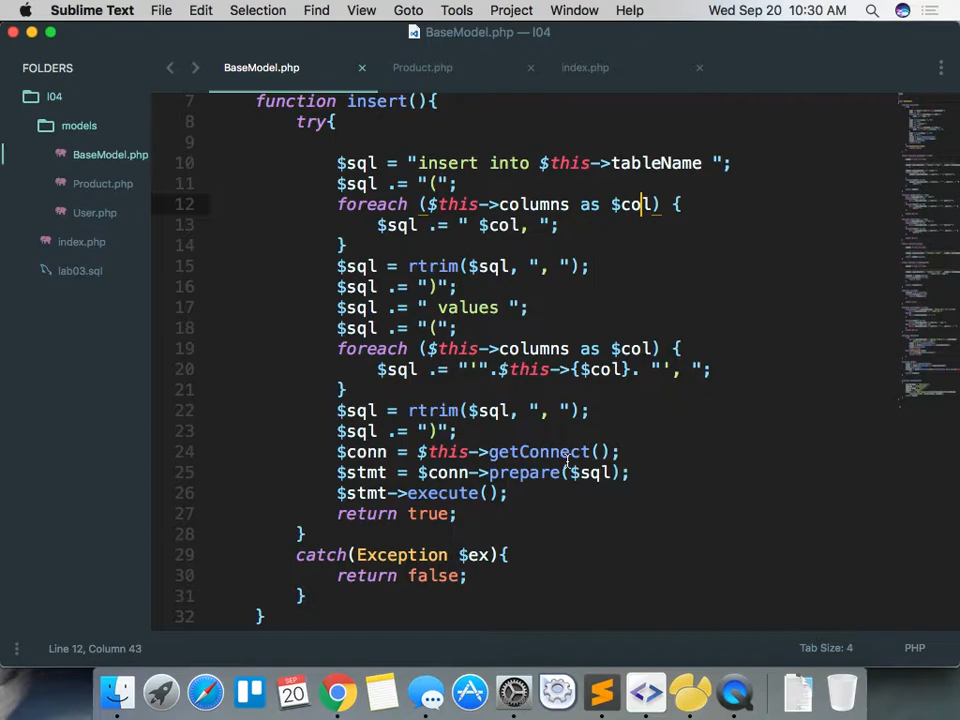 Sublime Text File Edit Selection Find View Goto Tools Project Window Help Wed Sep 20 10:30 AM
BaseModel.php — l04
FOLDERS
l04
models
BaseModel.php
Product.php
User.php
index.php
lab03.sql
BaseModel.php Product.php index.php
7 function insert(){
8 try{
9
10 $sql = "insert into $this->tableName ";
11 $sql .= "(";
12 foreach ($this->columns as $col) {
13 $sql .= " $col, ";
14 }
15 $sql = rtrim($sql, ", ");
16 $sql .= ")";
17 $sql .= " values ";
18 $sql .= "(";
19 foreach ($this->columns as $col) {
20 $sql .= "'".$this->{$col}. "', ";
21 }
22 $sql = rtrim($sql, ", ");
23 $sql .= ")";
24 $conn = $this->getConnect();
25 $stmt = $conn->prepare($sql);
26 $stmt->execute();
27 return true;
28 }
29 catch(Exception $ex){
30 return false;
31 }
32 }
Line 12, Column 43 Tab Size: 4 PHP
SEP
20